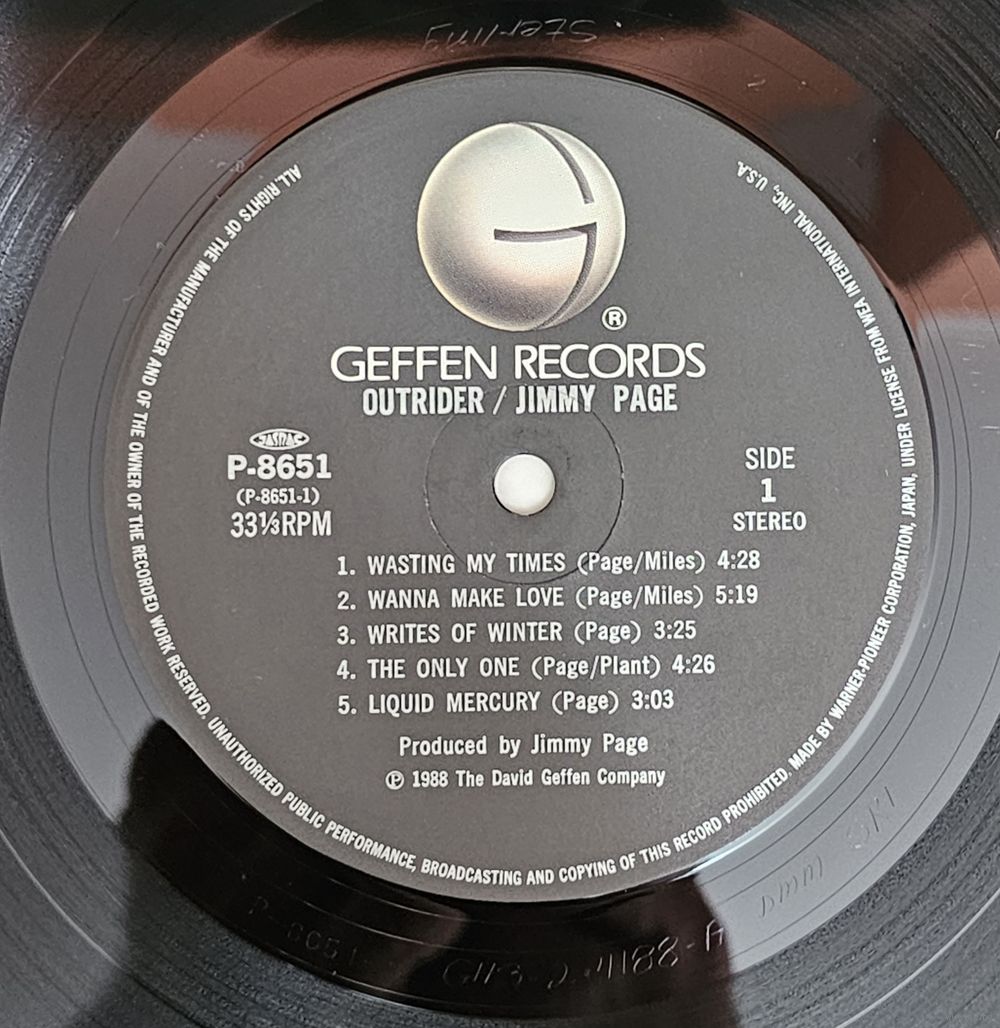 Sterling
®
GEFFEN RECORDS
OUTRIDER / JIMMY PAGE
JASRAC
P-8651
(P-8651-1)
33⅓RPM
SIDE
1
STEREO
1. WASTING MY TIMES (Page/Miles) 4:28
2. WANNA MAKE LOVE (Page/Miles) 5:19
3. WRITES OF WINTER (Page) 3:25
4. THE ONLY ONE (Page/Plant) 4:26
5. LIQUID MERCURY (Page) 3:03
Produced by Jimmy Page
℗ 1988 The David Geffen Company
ALL RIGHTS OF THE MANUFACTURER AND OF THE OWNER OF THE RECORDED WORK RESERVED. UNAUTHORIZED PUBLIC PERFORMANCE, BROADCASTING AND COPYING OF THIS RECORD PROHIBITED. MADE BY WARNER-PIONEER CORPORATION, JAPAN, UNDER LICENSE FROM WEA INTERNATIONAL INC., U.S.A.